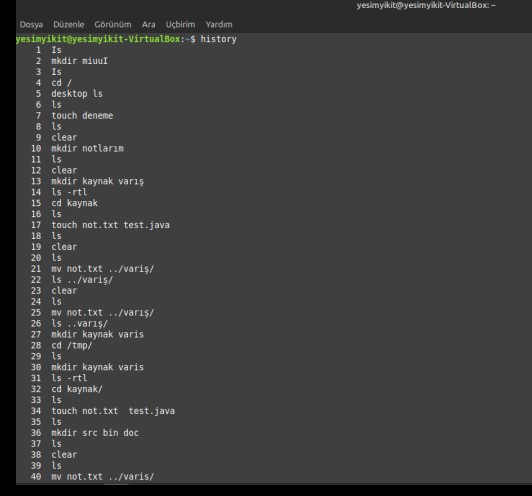 yesimyikit@yesimyikit-VirtualBox: ~
Dosya Düzenle Görünüm Ara Uçbirim Yardım
yesimyikit@yesimyikit-VirtualBox:~$ history
1 Is
2 mkdir miuuI
3 Is
4 cd /
5 desktop ls
6 ls
7 touch deneme
8 ls
9 clear
10 mkdir notlarım
11 ls
12 clear
13 mkdir kaynak varış
14 ls -rtl
15 cd kaynak
16 ls
17 touch not.txt test.java
18 ls
19 clear
20 ls
21 mv not.txt ../variş/
22 ls ../variş/
23 clear
24 ls
25 mv not.txt ../varış/
26 ls ..varış/
27 mkdir kaynak varis
28 cd /tmp/
29 ls
30 mkdir kaynak varis
31 ls -rtl
32 cd kaynak/
33 ls
34 touch not.txt  test.java
35 ls
36 mkdir src bin doc
37 ls
38 clear
39 ls
40 mv not.txt ../varis/